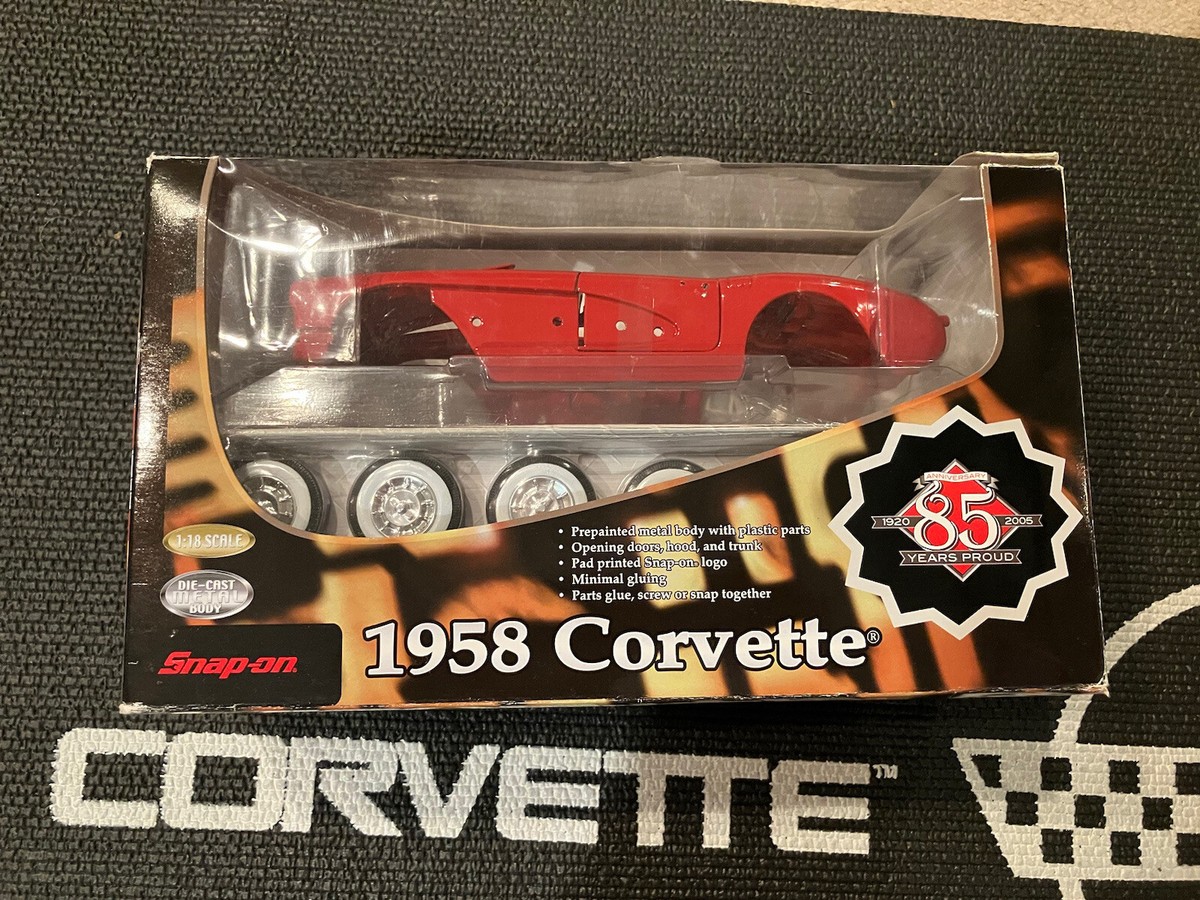 1:18 SCALE
DIE-CAST
METAL
BODY
Snap-on
• Prepainted metal body with plastic parts
• Opening doors, hood, and trunk
• Pad printed Snap-on® logo
• Minimal gluing
• Parts glue, screw or snap together
1958 Corvette®
ANNIVERSARY
1920 85 2005
YEARS PROUD
CORVETTE™